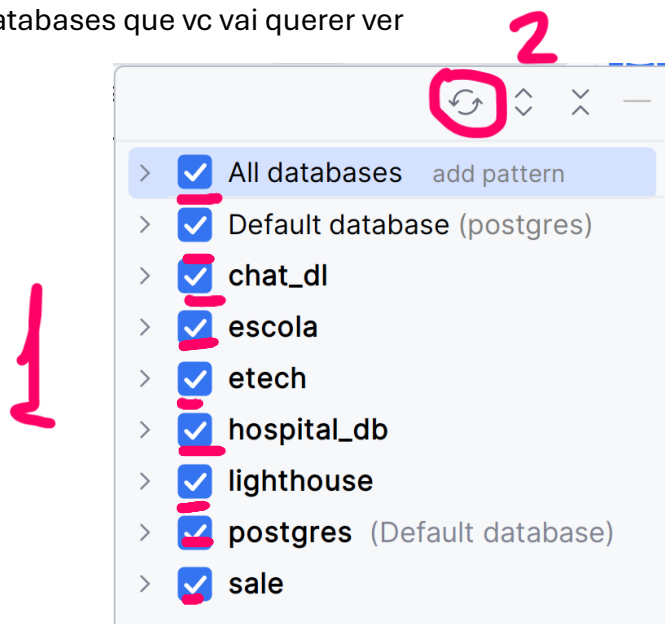 atabases que vc vai querer ver
2
All databases add pattern
Default database (postgres)
chat_dl
1
escola
etech
hospital_db
lighthouse
postgres (Default database)
sale